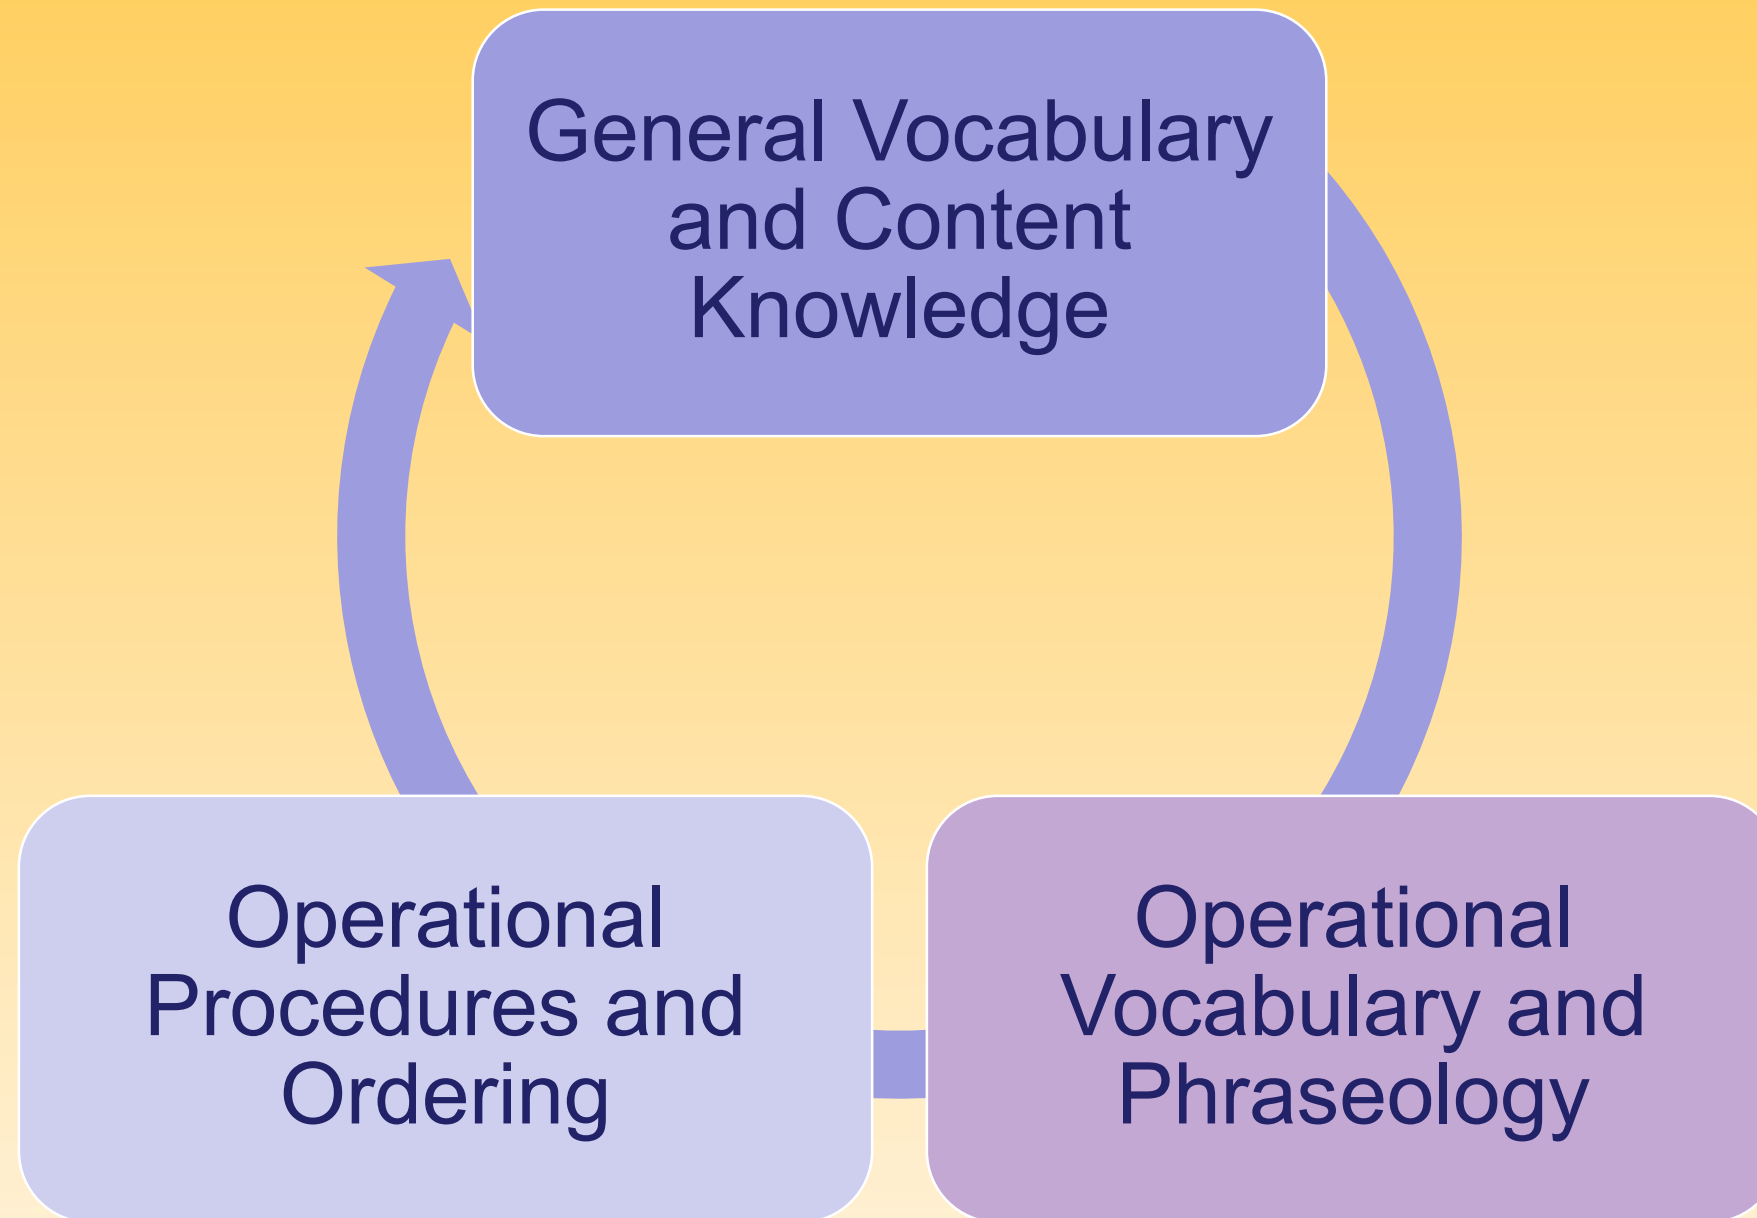 General Vocabulary
and Content
Knowledge
Operational
Procedures and
Ordering
Operational
Vocabulary and
Phraseology